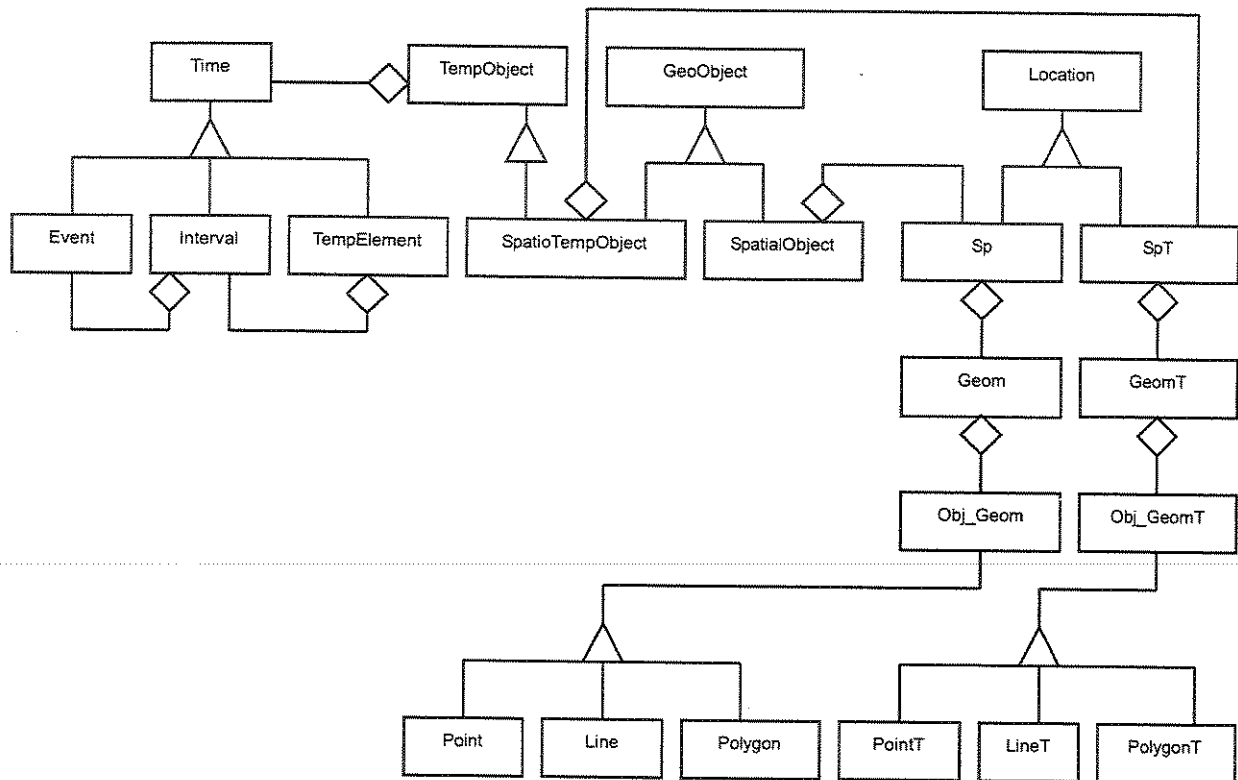 Time
TempObject
GeoObject
Location
Event
Interval
TempElement
SpatioTempObject
SpatialObject
Sp
SpT
Geom
GeomT
Obj_Geom
Obj_GeomT
Point
Line
Polygon
PointT
LineT
PolygonT